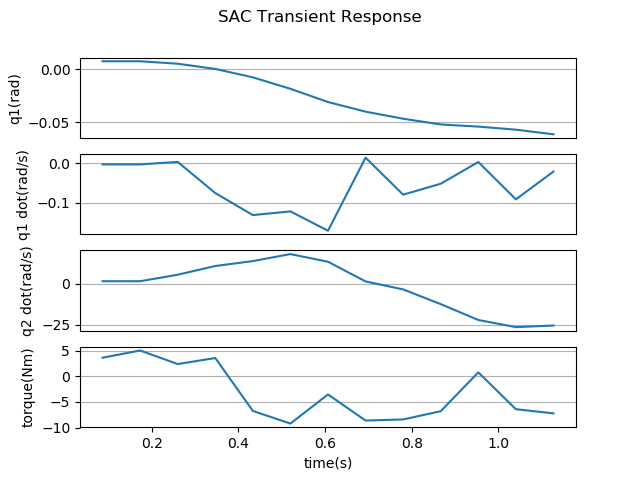 SAC Transient Response
q1(rad)
0.00
−0.05
q1 dot(rad/s)
0.0
−0.1
q2 dot(rad/s)
0
−25
torque(Nm)
5
0
−5
−10
0.2 0.4 0.6 0.8 1.0
time(s)